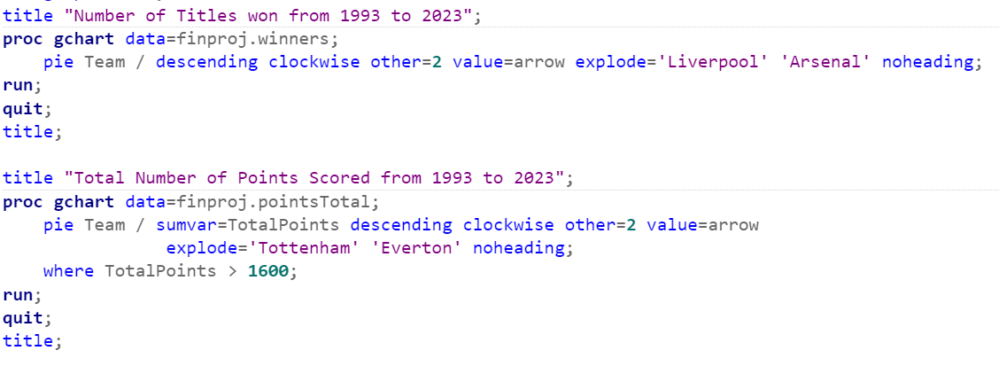 title "Number of Titles won from 1993 to 2023";
proc gchart data=finproj.winners;
    pie Team / descending clockwise other=2 value=arrow explode='Liverpool' 'Arsenal' noheading;
run;
quit;
title;

title "Total Number of Points Scored from 1993 to 2023";
proc gchart data=finproj.pointsTotal;
    pie Team / sumvar=TotalPoints descending clockwise other=2 value=arrow
               explode='Tottenham' 'Everton' noheading;
    where TotalPoints > 1600;
run;
quit;
title;